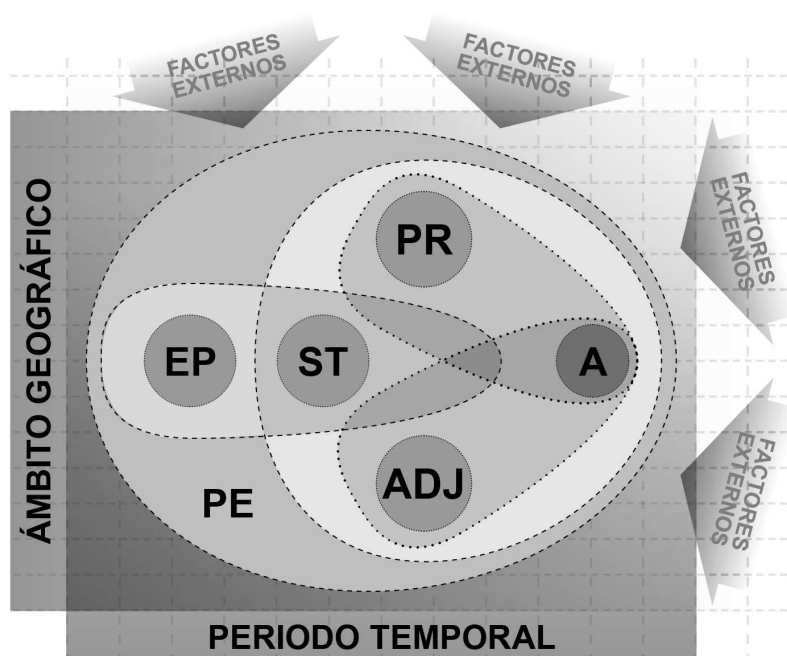 FACTORES
EXTERNOS
FACTORES
EXTERNOS
FACTORES
EXTERNOS
FACTORES
EXTERNOS
ÁMBITO GEOGRÁFICO
PR
EP
ST
A
ADJ
PE
PERIODO TEMPORAL